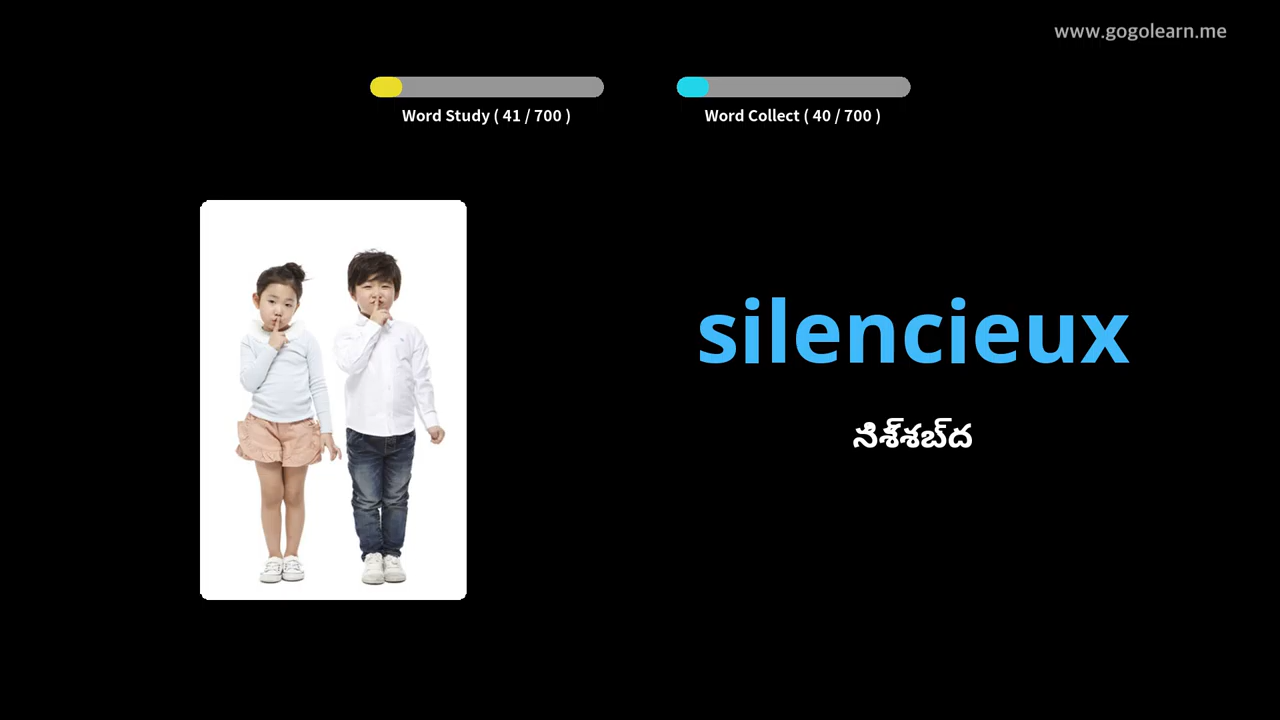 www.gogolearn.me
Word Study ( 41 / 700 )
Word Collect ( 40 / 700 )
silencieux
నిశ్శబ్ద